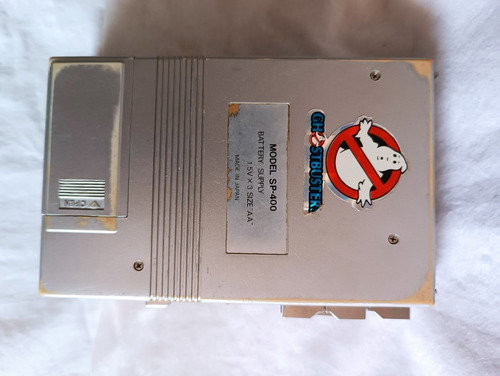 MODEL SP-400
BATTERY SUPPLY
1.5V × 3 SIZE "AA"
MADE IN JAPAN
GHOSTBUSTERS
OPEN